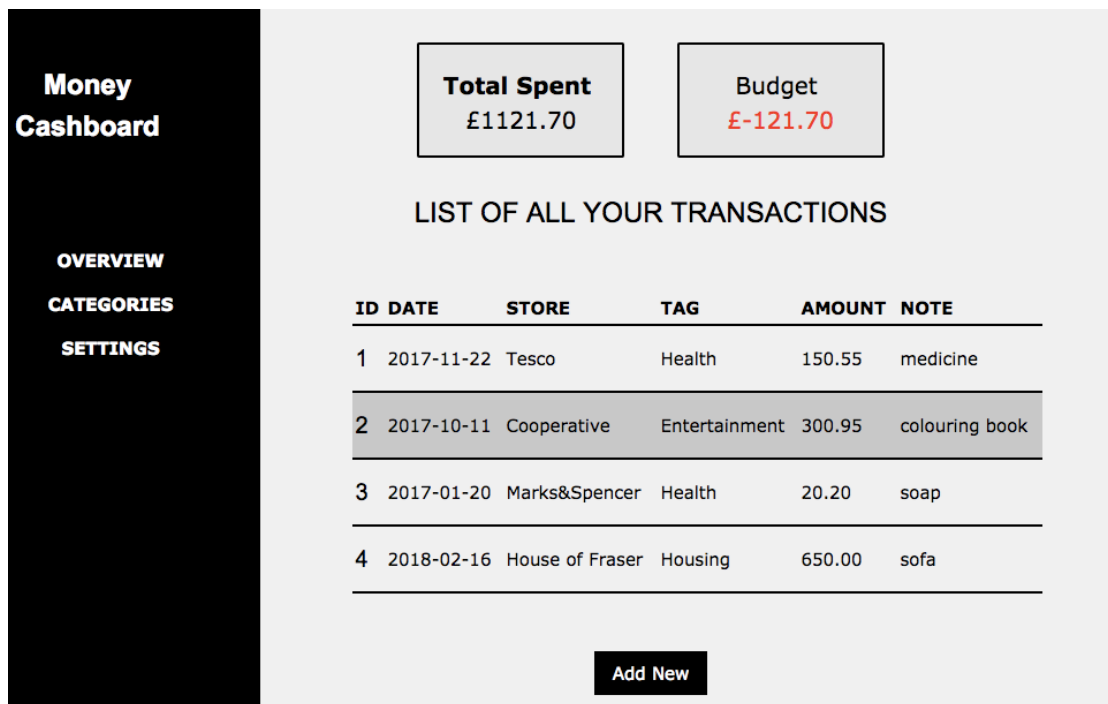 Money
Cashboard
OVERVIEW
CATEGORIES
SETTINGS
Total Spent
£1121.70
Budget
£-121.70
LIST OF ALL YOUR TRANSACTIONS
ID DATE STORE TAG AMOUNT NOTE
1 2017-11-22 Tesco Health 150.55 medicine
2 2017-10-11 Cooperative Entertainment 300.95 colouring book
3 2017-01-20 Marks&Spencer Health 20.20 soap
4 2018-02-16 House of Fraser Housing 650.00 sofa
Add New